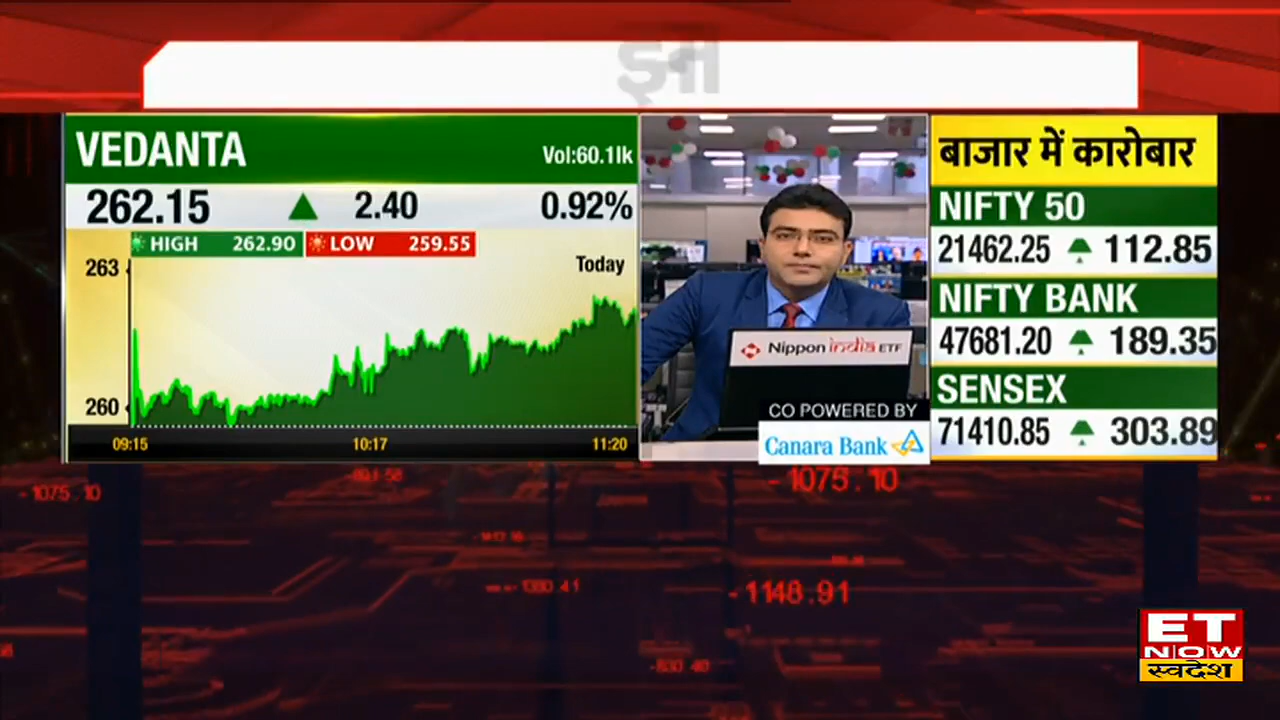 VEDANTA
Vol:60.1lk
262.15 ▲ 2.40 0.92%
HIGH 262.90 LOW 259.55
Today
263
260
09:15 10:17 11:20
Nippon india ETF
CO POWERED BY
Canara Bank
बाजार में कारोबार
NIFTY 50
21462.25 112.85
NIFTY BANK
47681.20 189.35
SENSEX
71410.85 303.89
- 1075.10
- 1075.10
- 1148.91
ET
NOW
स्वदेश